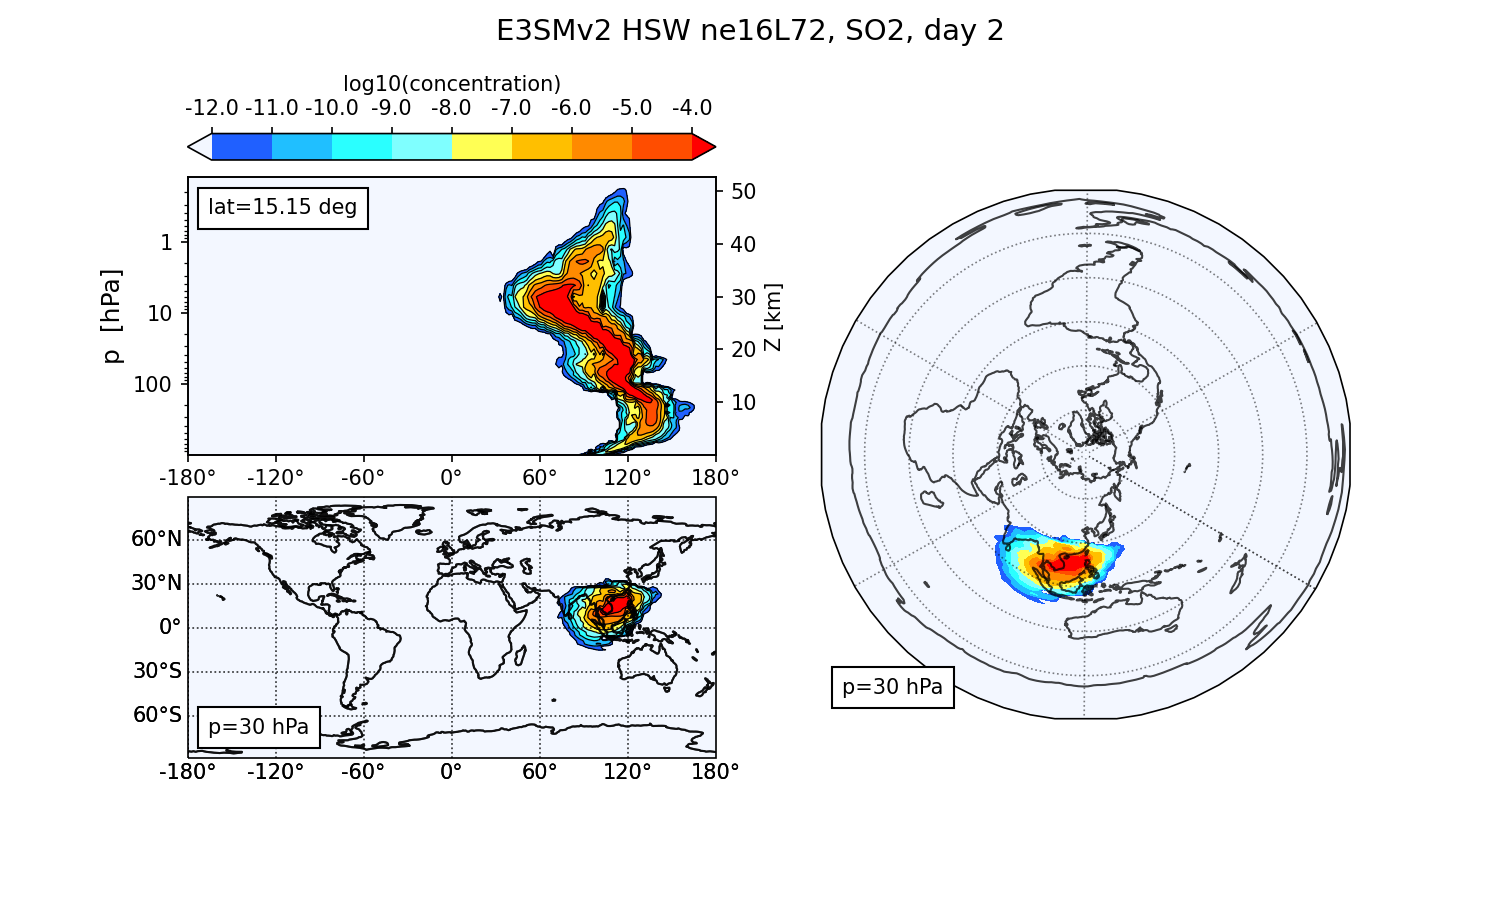 E3SMv2 HSW ne16L72, SO2, day 2
log10(concentration)
-12.0 -11.0 -10.0 -9.0 -8.0 -7.0 -6.0 -5.0 -4.0
lat=15.15 deg
p [hPa]
1
10
100
50
40
30
20
10
Z [km]
-180° -120° -60° 0° 60° 120° 180°
60°N
30°N
0°
30°S
60°S
p=30 hPa
-180° -120° -60° 0° 60° 120° 180°
p=30 hPa